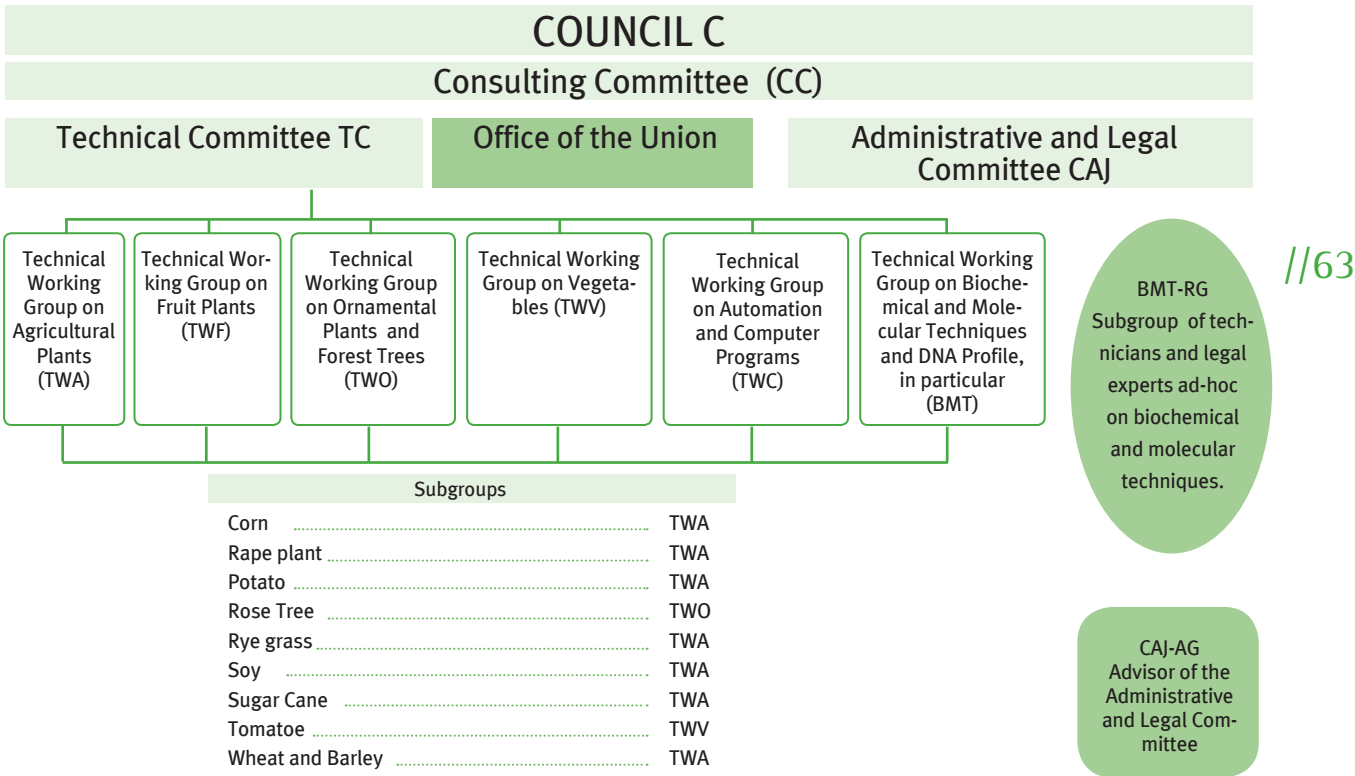 COUNCIL C
Consulting Committee (CC)
Technical Committee TC
Office of the Union
Administrative and Legal
Committee CAJ
Technical
Working
Group on
Agricultural
Plants
(TWA)
Technical Wor-
king Group on
Fruit Plants
(TWF)
Technical
Working Group
on Ornamental
Plants and
Forest Trees
(TWO)
Technical Working
Group on Vegeta-
bles (TWV)
Technical
Working Group
on Automation
and Computer
Programs
(TWC)
Technical Working
Group on Bioche-
mical and Mole-
cular Techniques
and DNA Profile,
in particular
(BMT)
BMT-RG
Subgroup of tech-
nicians and legal
experts ad-hoc
on biochemical
and molecular
techniques.
//63
Subgroups
Corn TWA
Rape plant TWA
Potato TWA
Rose Tree TWO
Rye grass TWA
Soy TWA
Sugar Cane TWA
Tomatoe TWV
Wheat and Barley TWA
CAJ-AG
Advisor of the
Administrative
and Legal Com-
mittee